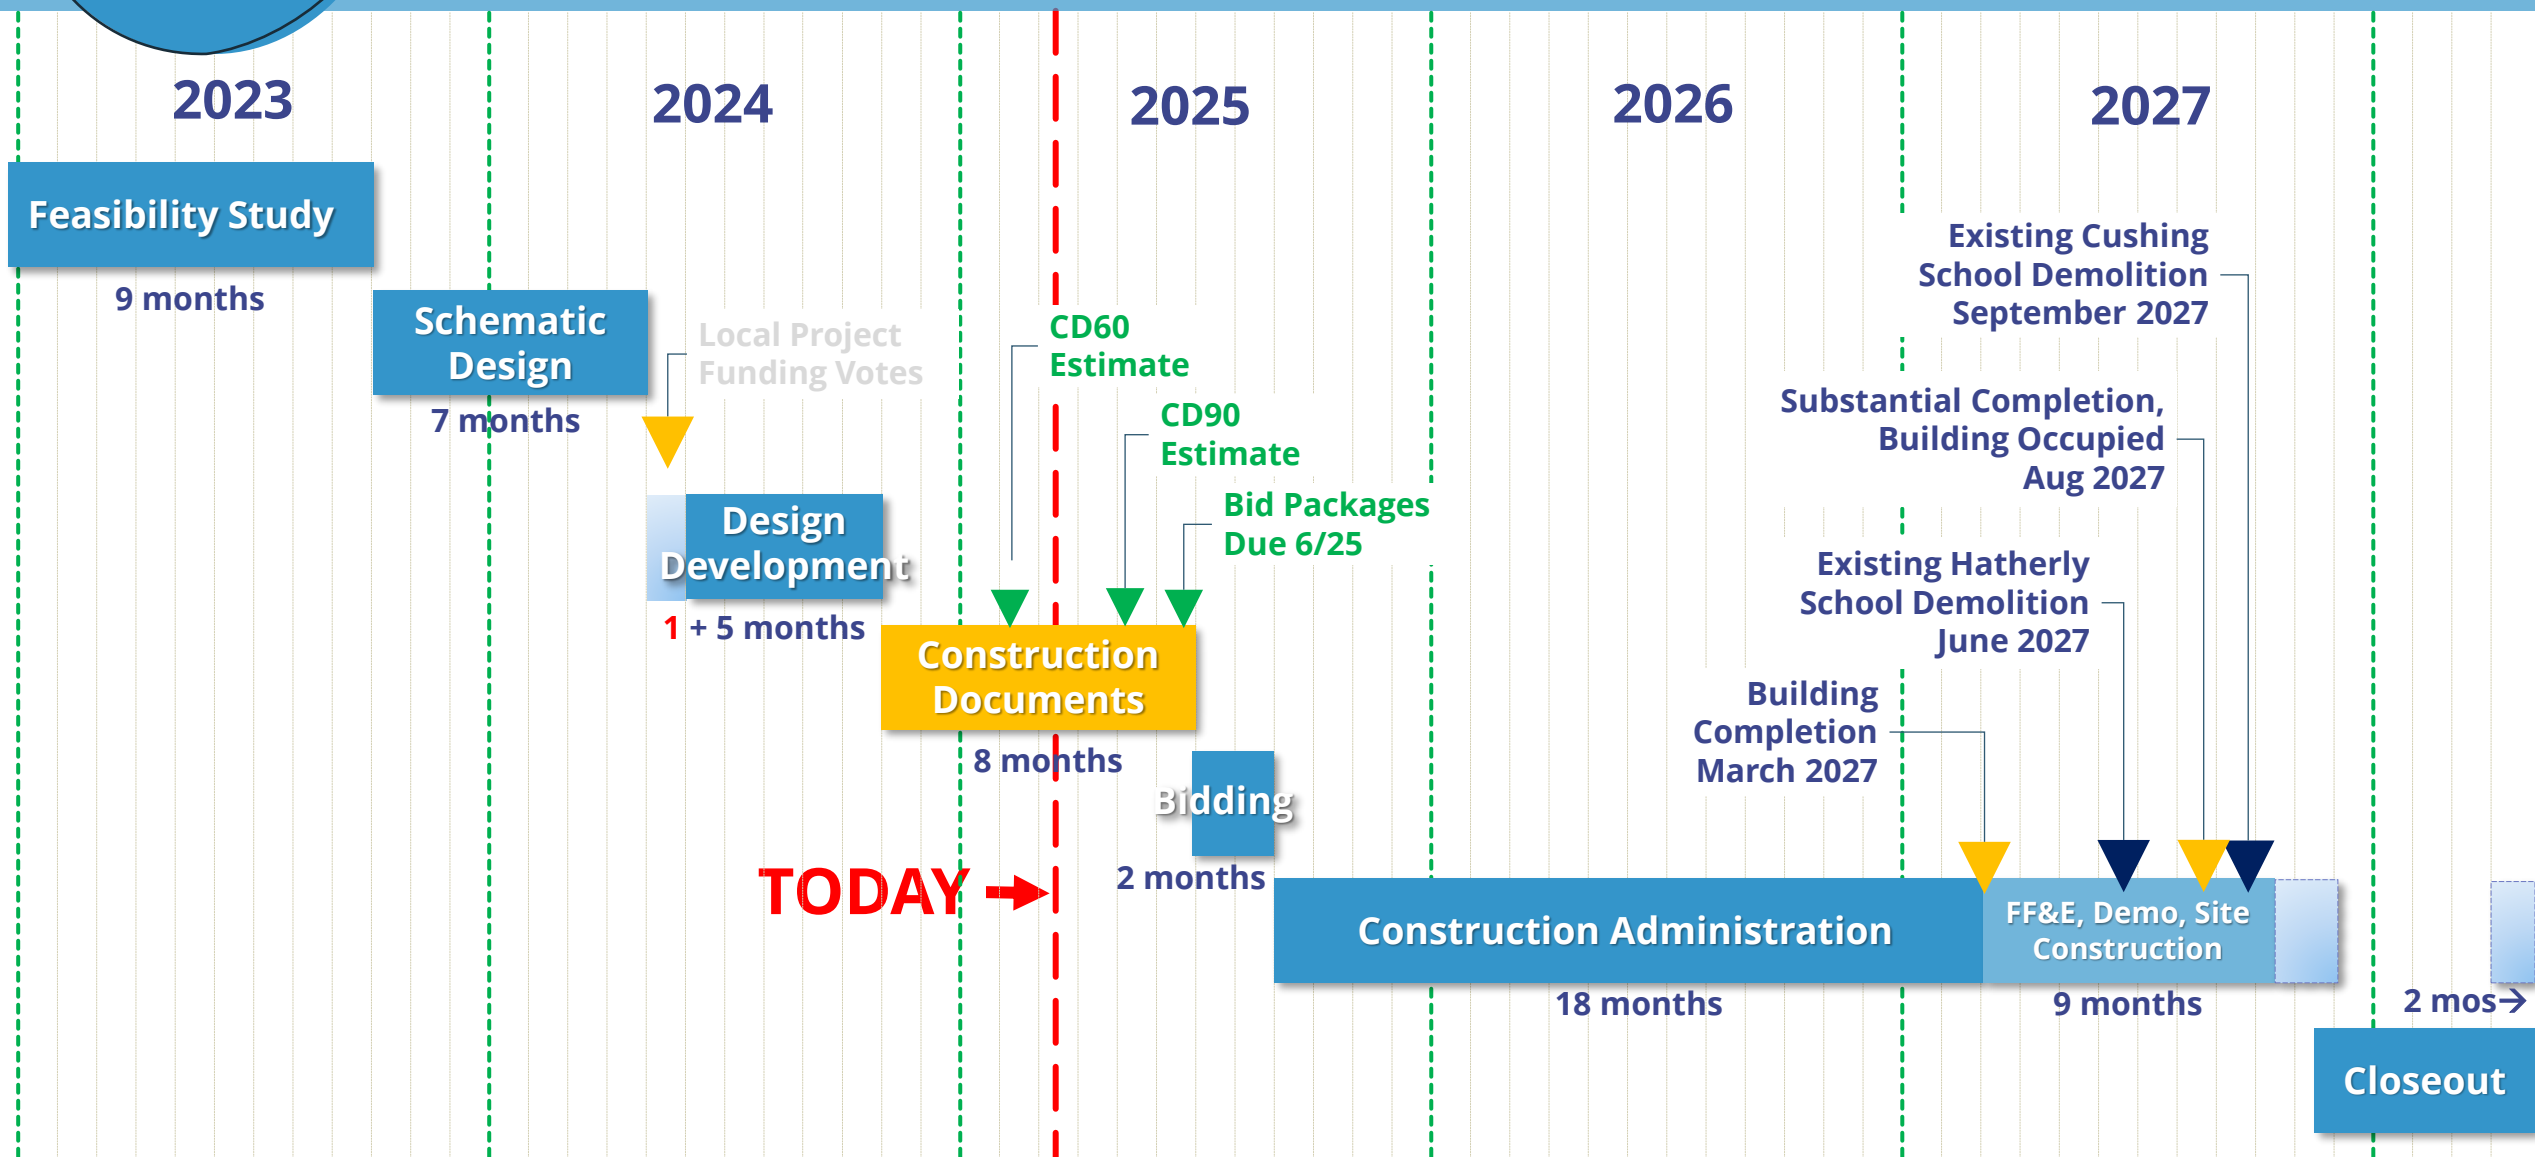 2023
2024
2025
2026
2027
Feasibility Study
9 months
Schematic
Design
7 months
Local Project
Funding Votes
Design
Development
1 + 5 months
CD60
Estimate
CD90
Estimate
Bid Packages
Due 6/25
Construction
Documents
8 months
Bidding
2 months
TODAY
Existing Cushing
School Demolition
September 2027
Substantial Completion,
Building Occupied
Aug 2027
Existing Hatherly
School Demolition
June 2027
Building
Completion
March 2027
Construction Administration
18 months
FF&E, Demo, Site
Construction
9 months
2 mos→
Closeout